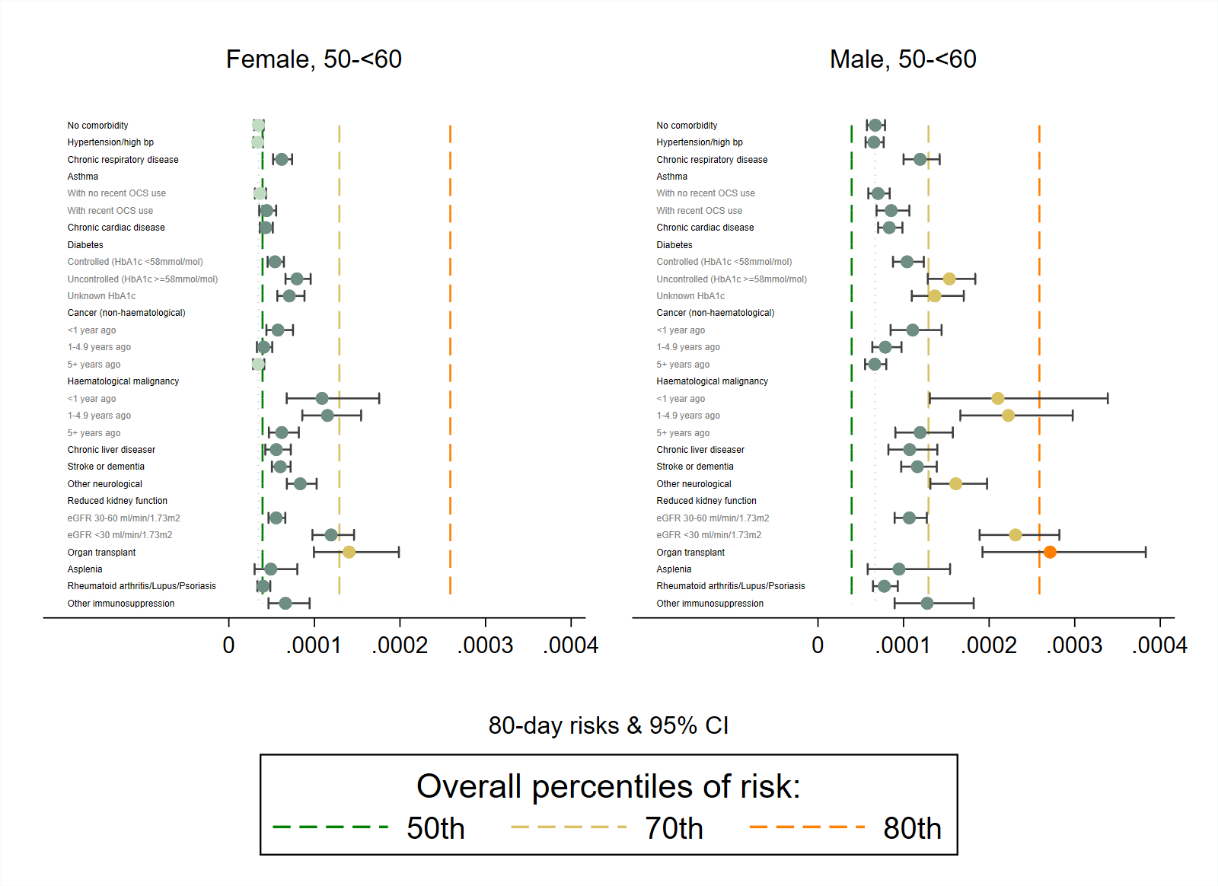 Female, 50-<60
No comorbidity
Hypertension/high bp
Chronic respiratory disease
Asthma
With no recent OCS use
With recent OCS use
Chronic cardiac disease
Diabetes
Controlled (HbA1c <58mmol/mol)
Uncontrolled (HbA1c >=58mmol/mol)
Unknown HbA1c
Cancer (non-haematological)
<1 year ago
1-4.9 years ago
5+ years ago
Haematological malignancy
<1 year ago
1-4.9 years ago
5+ years ago
Chronic liver diseaser
Stroke or dementia
Other neurological
Reduced kidney function
eGFR 30-60 ml/min/1.73m2
eGFR <30 ml/min/1.73m2
Organ transplant
Asplenia
Rheumatoid arthritis/Lupus/Psoriasis
Other immunosuppression
0 .0001 .0002 .0003 .0004
Male, 50-<60
No comorbidity
Hypertension/high bp
Chronic respiratory disease
Asthma
With no recent OCS use
With recent OCS use
Chronic cardiac disease
Diabetes
Controlled (HbA1c <58mmol/mol)
Uncontrolled (HbA1c >=58mmol/mol)
Unknown HbA1c
Cancer (non-haematological)
<1 year ago
1-4.9 years ago
5+ years ago
Haematological malignancy
<1 year ago
1-4.9 years ago
5+ years ago
Chronic liver diseaser
Stroke or dementia
Other neurological
Reduced kidney function
eGFR 30-60 ml/min/1.73m2
eGFR <30 ml/min/1.73m2
Organ transplant
Asplenia
Rheumatoid arthritis/Lupus/Psoriasis
Other immunosuppression
0 .0001 .0002 .0003 .0004
80-day risks & 95% CI
Overall percentiles of risk:
50th 70th 80th